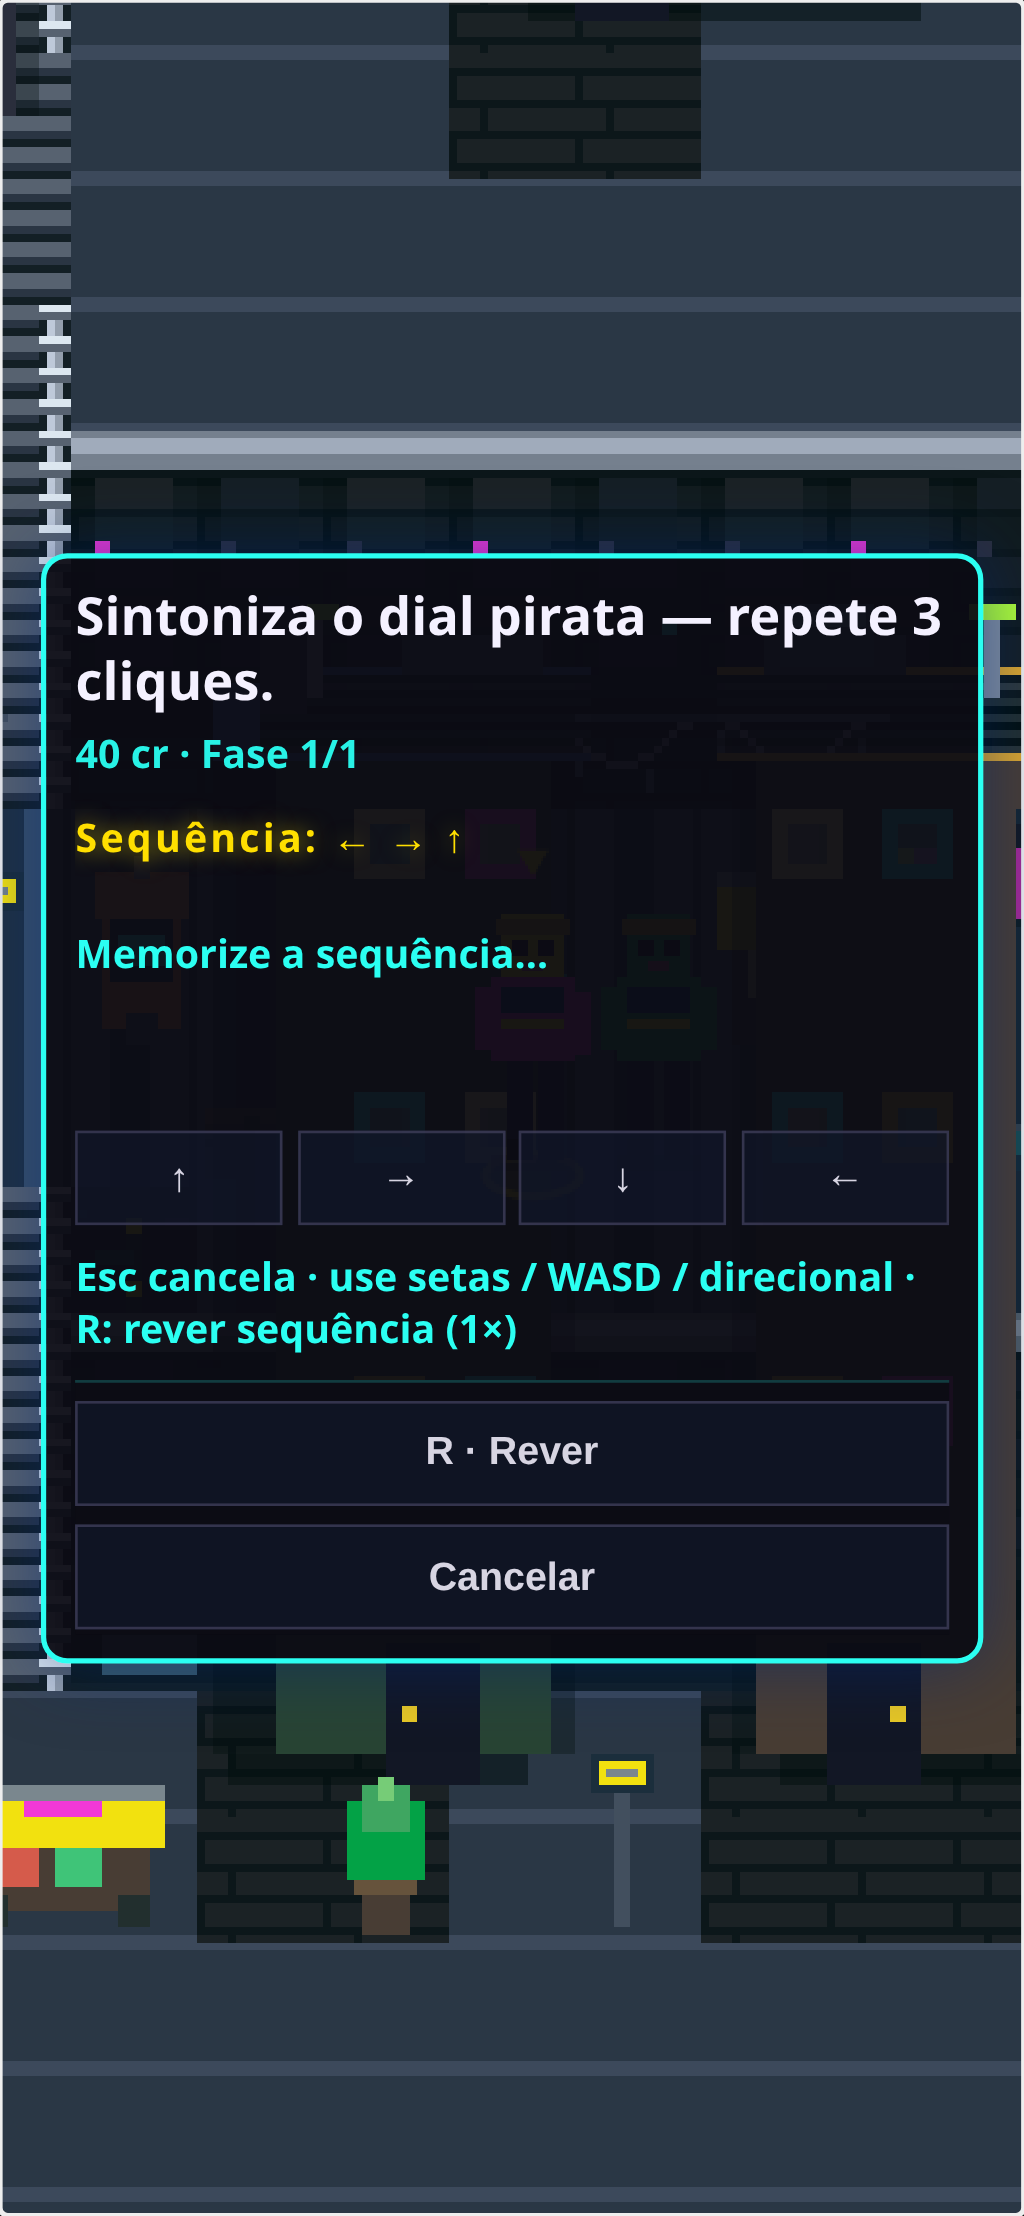 Sintoniza o dial pirata — repete 3
cliques.
40 cr · Fase 1/1
Sequência: ← → ↑
Memorize a sequência...
↑ → ↓ ←
Esc cancela · use setas / WASD / direcional ·
R: rever sequência (1×)
R · Rever
Cancelar